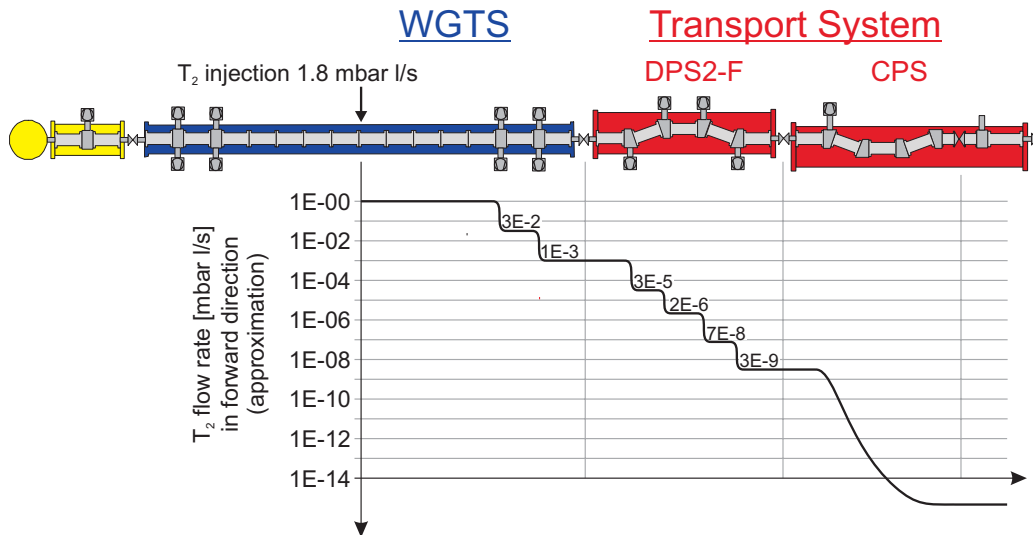 WGTS
Transport System
T₂ injection 1.8 mbar l/s
DPS2-F
CPS
1E-00
3E-2
1E-02
1E-3
1E-04
3E-5
2E-6
1E-06
7E-8
1E-08
3E-9
1E-10
1E-12
1E-14
T₂ flow rate [mbar l/s]
in forward direction
(approximation)